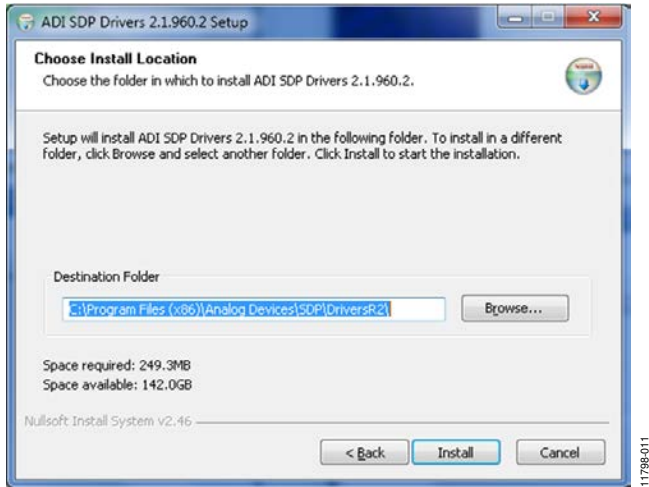 ADI SDP Drivers 2.1.960.2 Setup
Choose Install Location
Choose the folder in which to install ADI SDP Drivers 2.1.960.2.
Setup will install ADI SDP Drivers 2.1.960.2 in the following folder. To install in a different
folder, click Browse and select another folder. Click Install to start the installation.
Destination Folder
C:\Program Files (x86)\Analog Devices\SDP\DriversR2\
Browse...
Space required: 249.3MB
Space available: 142.0GB
Nullsoft Install System v2.46
< Back
Install
Cancel
11798-011